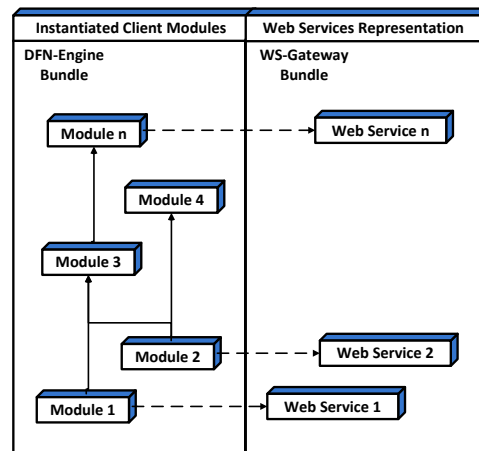 Instantiated Client Modules
Web Services Representation
DFN-Engine
Bundle
WS-Gateway
Bundle
Module n
Web Service n
Module 4
Module 3
Module 2
Web Service 2
Module 1
Web Service 1